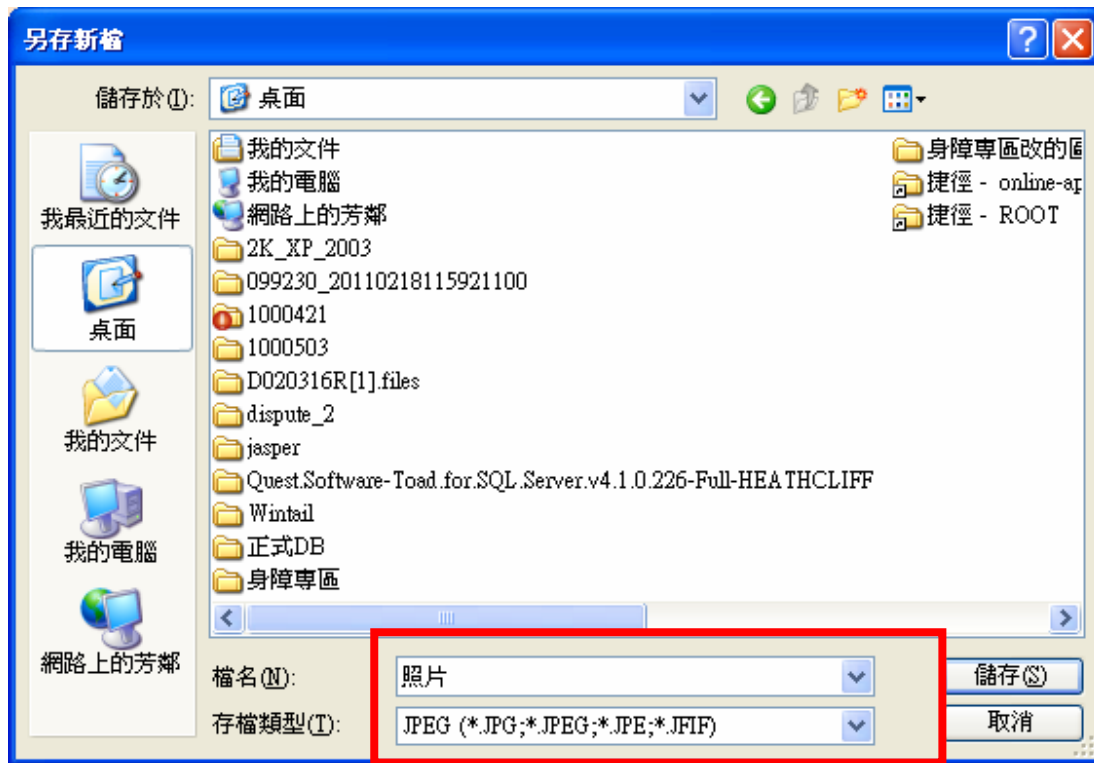 另存新檔
儲存於(I): 桌面
我最近的文件
桌面
我的文件
我的電腦
網路上的芳鄰
我的文件
我的電腦
網路上的芳鄰
2K_XP_2003
099230_20110218115921100
1000421
1000503
D020316R[1].files
dispute_2
jasper
Quest.Software-Toad.for.SQL.Server.v4.1.0.226-Full-HEATHCLIFF
Wintail
正式DB
身障專區
身障專區改的
捷徑 - online-ap
捷徑 - ROOT
檔名(N): 照片
儲存(S)
存檔類型(T): JPEG (*.JPG;*.JPEG;*.JPE;*.JFIF)
取消